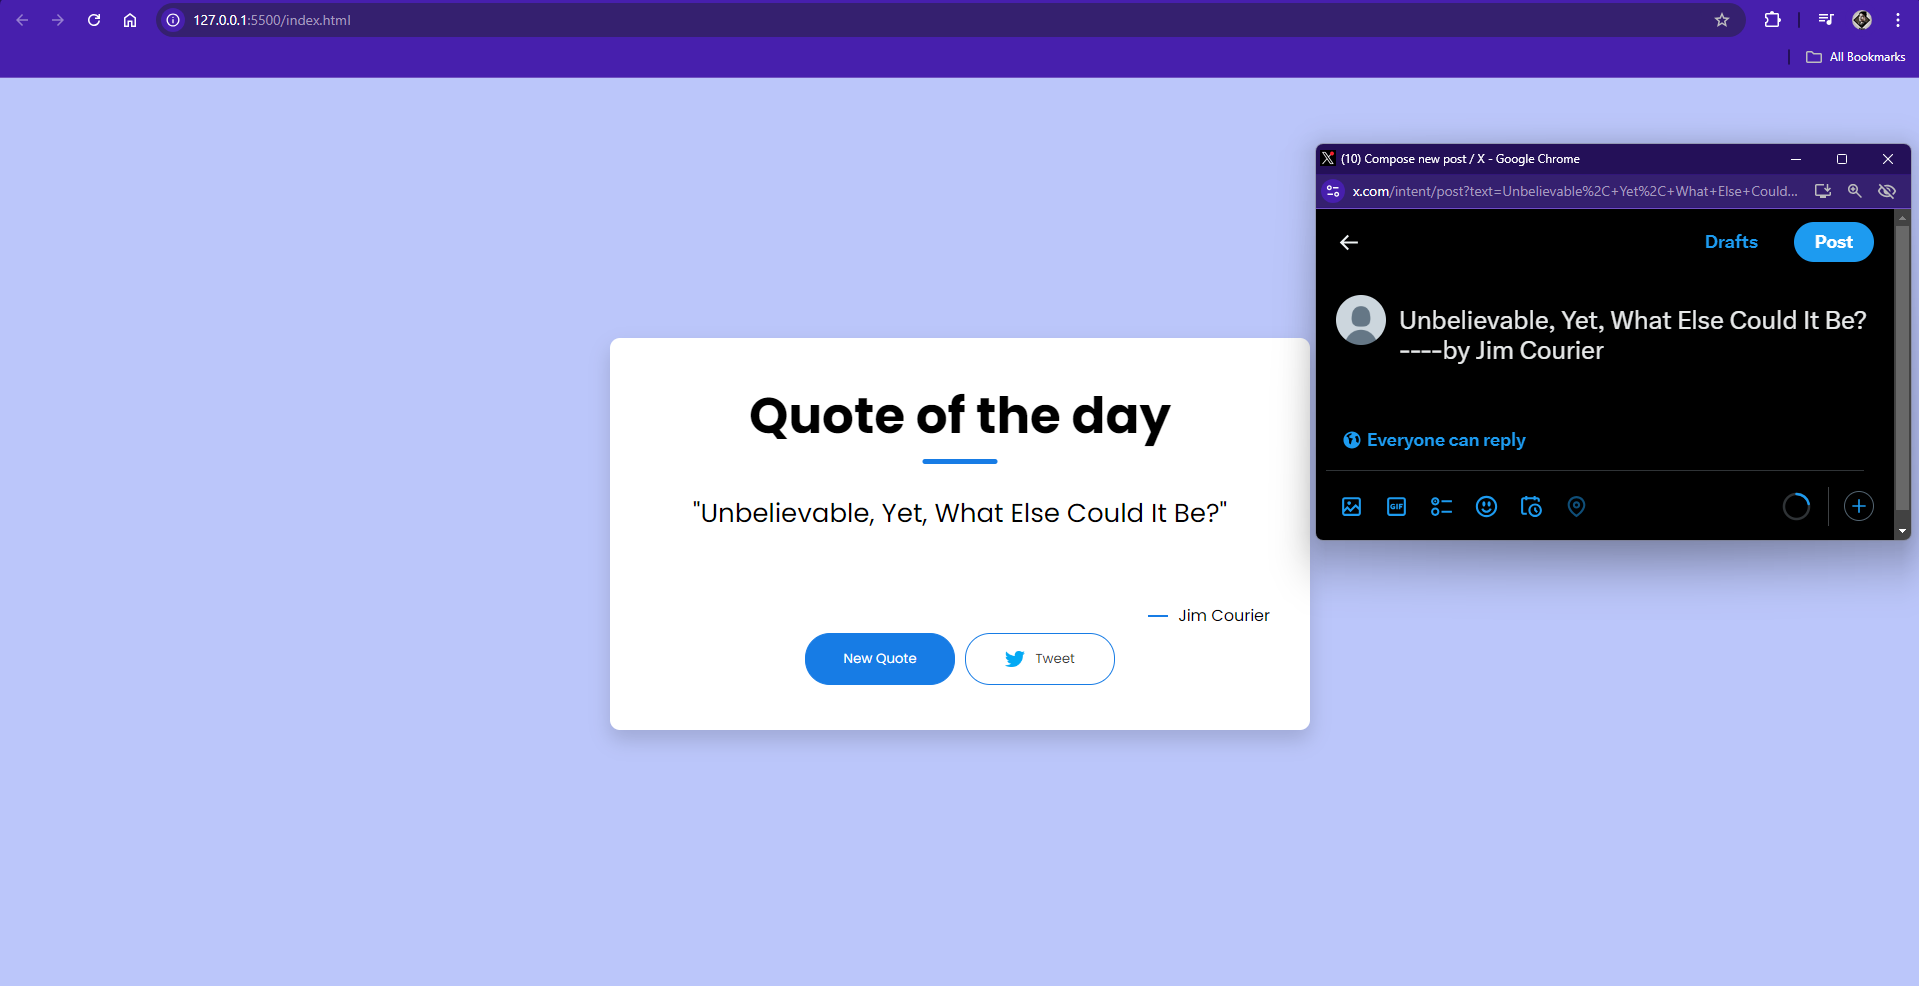 127.0.0.1:5500/index.html
All Bookmarks
(10) Compose new post / X - Google Chrome
x.com/intent/post?text=Unbelievable%2C+Yet%2C+What+Else+Could...
Drafts
Post
Unbelievable, Yet, What Else Could It Be?
----by Jim Courier
Everyone can reply
GIF
Quote of the day
"Unbelievable, Yet, What Else Could It Be?"
— Jim Courier
New Quote
Tweet